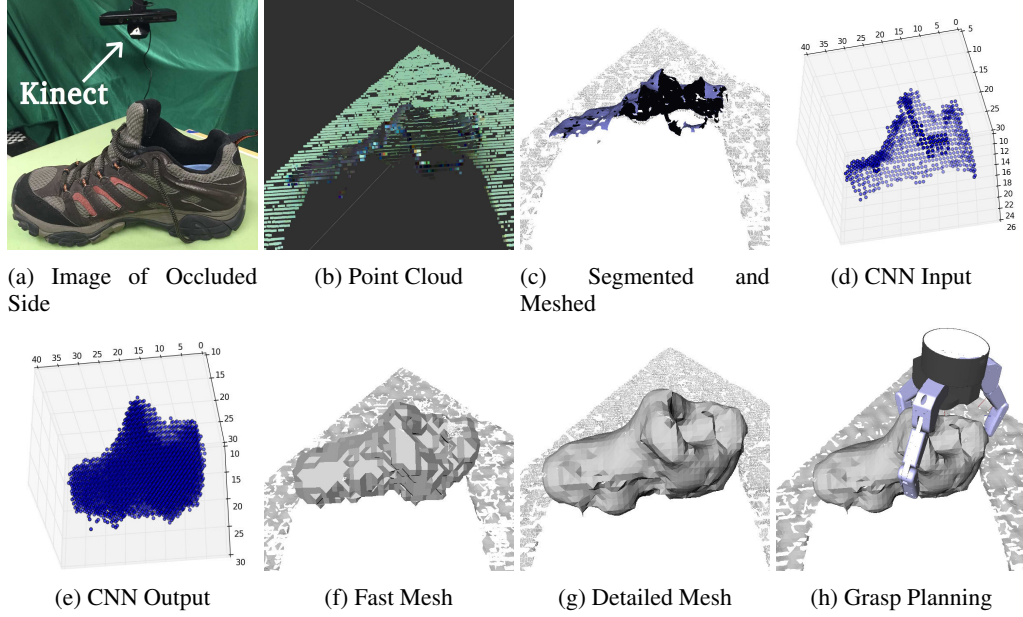 Kinect
40 35 30 25 20 15 10 5 0
5
10
15
20
25
30
10
12
14
16
18
20
22
24
26
(a) Image of Occluded
Side
(b) Point Cloud
(c) Segmented and
Meshed
(d) CNN Input
40 35 30 25 20 15 10 5 0
10
15
20
25
30
10
15
20
25
30
(e) CNN Output
(f) Fast Mesh
(g) Detailed Mesh
(h) Grasp Planning